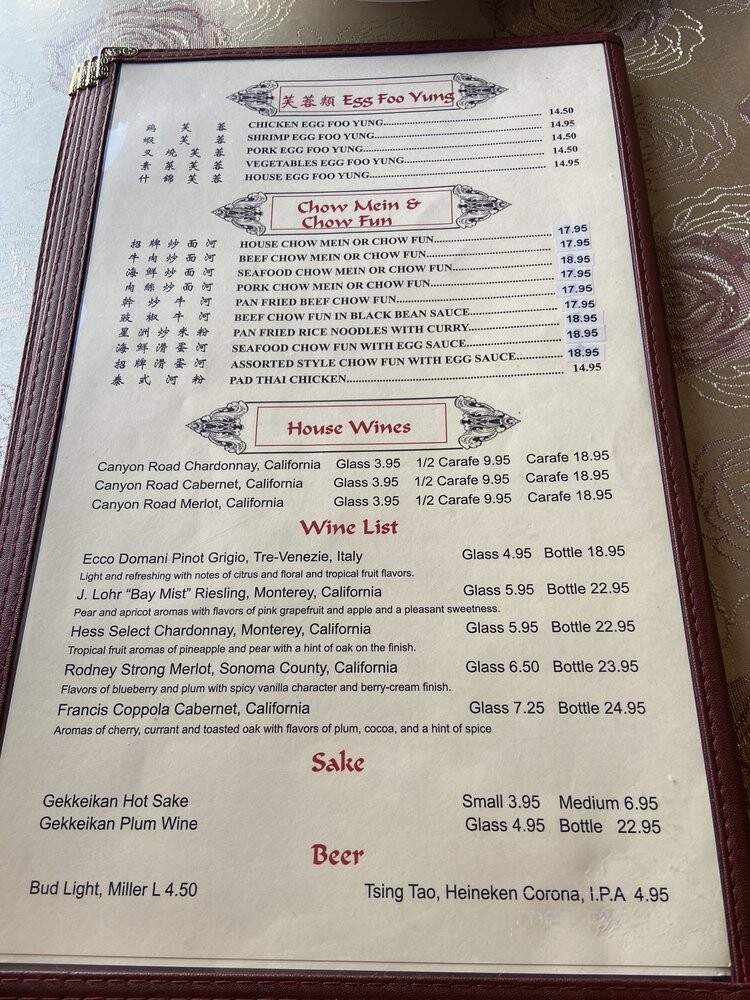 芙蓉類 Egg Foo Yung
鷄芙蓉 CHICKEN EGG FOO YUNG 14.50
蝦芙蓉 SHRIMP EGG FOO YUNG 14.95
叉燒芙蓉 PORK EGG FOO YUNG 14.50
素菜芙蓉 VEGETABLES EGG FOO YUNG 14.50
什錦芙蓉 HOUSE EGG FOO YUNG 14.95
Chow Mein &
Chow Fun
招牌炒面河 HOUSE CHOW MEIN OR CHOW FUN 17.95
牛肉炒面河 BEEF CHOW MEIN OR CHOW FUN 17.95
海鮮炒面河 SEAFOOD CHOW MEIN OR CHOW FUN 18.95
肉絲炒面河 PORK CHOW MEIN OR CHOW FUN 17.95
幹炒牛河 PAN FRIED BEEF CHOW FUN 17.95
豉椒牛河 BEEF CHOW FUN IN BLACK BEAN SAUCE 17.95
星洲炒米粉 PAN FRIED RICE NOODLES WITH CURRY 18.95
海鮮滑蛋河 SEAFOOD CHOW FUN WITH EGG SAUCE 18.95
招牌滑蛋河 ASSORTED STYLE CHOW FUN WITH EGG SAUCE 18.95
泰式河粉 PAD THAI CHICKEN 14.95
House Wines
Canyon Road Chardonnay, California Glass 3.95 1/2 Carafe 9.95 Carafe 18.95
Canyon Road Cabernet, California Glass 3.95 1/2 Carafe 9.95 Carafe 18.95
Canyon Road Merlot, California Glass 3.95 1/2 Carafe 9.95 Carafe 18.95
Wine List
Ecco Domani Pinot Grigio, Tre-Venezie, Italy Glass 4.95 Bottle 18.95
Light and refreshing with notes of citrus and floral and tropical fruit flavors.
J. Lohr “Bay Mist” Riesling, Monterey, California Glass 5.95 Bottle 22.95
Pear and apricot aromas with flavors of pink grapefruit and apple and a pleasant sweetness.
Hess Select Chardonnay, Monterey, California Glass 5.95 Bottle 22.95
Tropical fruit aromas of pineapple and pear with a hint of oak on the finish.
Rodney Strong Merlot, Sonoma County, California Glass 6.50 Bottle 23.95
Flavors of blueberry and plum with spicy vanilla character and berry-cream finish.
Francis Coppola Cabernet, California Glass 7.25 Bottle 24.95
Aromas of cherry, currant and toasted oak with flavors of plum, cocoa, and a hint of spice
Sake
Gekkeikan Hot Sake Small 3.95 Medium 6.95
Gekkeikan Plum Wine Glass 4.95 Bottle 22.95
Beer
Bud Light, Miller L 4.50 Tsing Tao, Heineken Corona, I.P.A 4.95